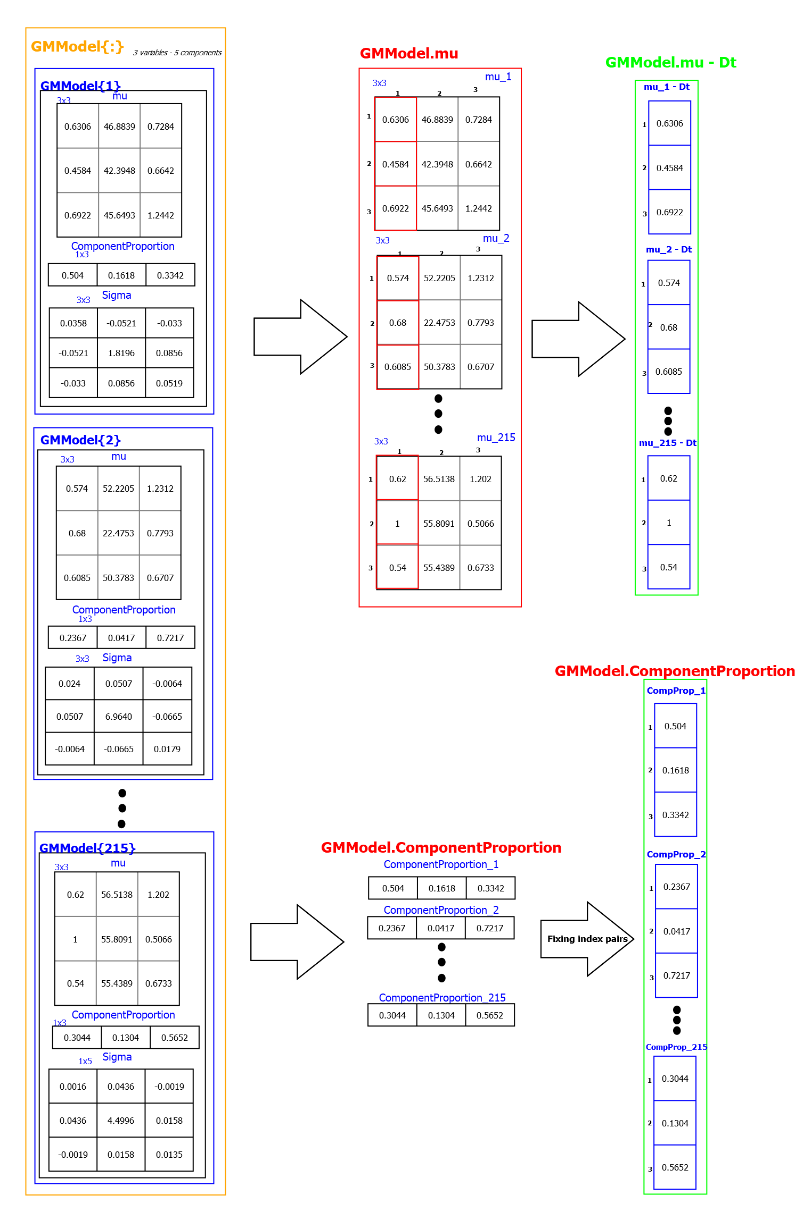 GMModel{:} 3 variables - 5 components
GMModel{1}
3x3 mu
0.6306 46.8839 0.7284
0.4584 42.3948 0.6642
0.6922 45.6493 1.2442
ComponentProportion
1x3
0.504 0.1618 0.3342
3x3 Sigma
0.0358 -0.0521 -0.033
-0.0521 1.8196 0.0856
-0.033 0.0856 0.0519
GMModel{2}
3x3 mu
0.574 52.2205 1.2312
0.68 22.4753 0.7793
0.6085 50.3783 0.6707
ComponentProportion
1x3
0.2367 0.0417 0.7217
3x3 Sigma
0.024 0.0507 -0.0064
0.0507 6.9640 -0.0665
-0.0064 -0.0665 0.0179
GMModel{215}
3x3 mu
0.62 56.5138 1.202
1 55.8091 0.5066
0.54 55.4389 0.6733
ComponentProportion
1x3
0.3044 0.1304 0.5652
1x5 Sigma
0.0016 0.0436 -0.0019
0.0436 4.4996 0.0158
-0.0019 0.0158 0.0135
GMModel.mu
3x3 mu_1
1 2 3
1 0.6306 46.8839 0.7284
2 0.4584 42.3948 0.6642
3 0.6922 45.6493 1.2442
3x3 mu_2
1 2 3
1 0.574 52.2205 1.2312
2 0.68 22.4753 0.7793
3 0.6085 50.3783 0.6707
3x3 mu_215
1 2 3
1 0.62 56.5138 1.202
2 1 55.8091 0.5066
3 0.54 55.4389 0.6733
GMModel.mu - Dt
mu_1 - Dt
1 0.6306
2 0.4584
3 0.6922
mu_2 - Dt
1 0.574
2 0.68
3 0.6085
mu_215 - Dt
1 0.62
2 1
3 0.54
GMModel.ComponentProportion
ComponentProportion_1
0.504 0.1618 0.3342
ComponentProportion_2
0.2367 0.0417 0.7217
ComponentProportion_215
0.3044 0.1304 0.5652
Fixing index pairs
GMModel.ComponentProportion
CompProp_1
1 0.504
2 0.1618
3 0.3342
CompProp_2
1 0.2367
2 0.0417
3 0.7217
CompProp_215
1 0.3044
2 0.1304
3 0.5652